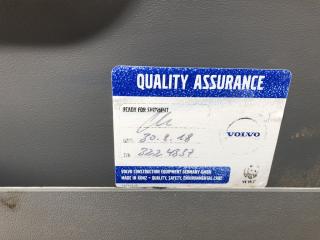 QUALITY ASSURANCE
READY FOR SHIPMENT
30.8.18
VOLVO
WWF
VOLVO CONSTRUCTION EQUIPMENT GERMANY GMBH
MADE IN KONZ - QUALITY, SAFETY, ENVIRONMENTAL CARE